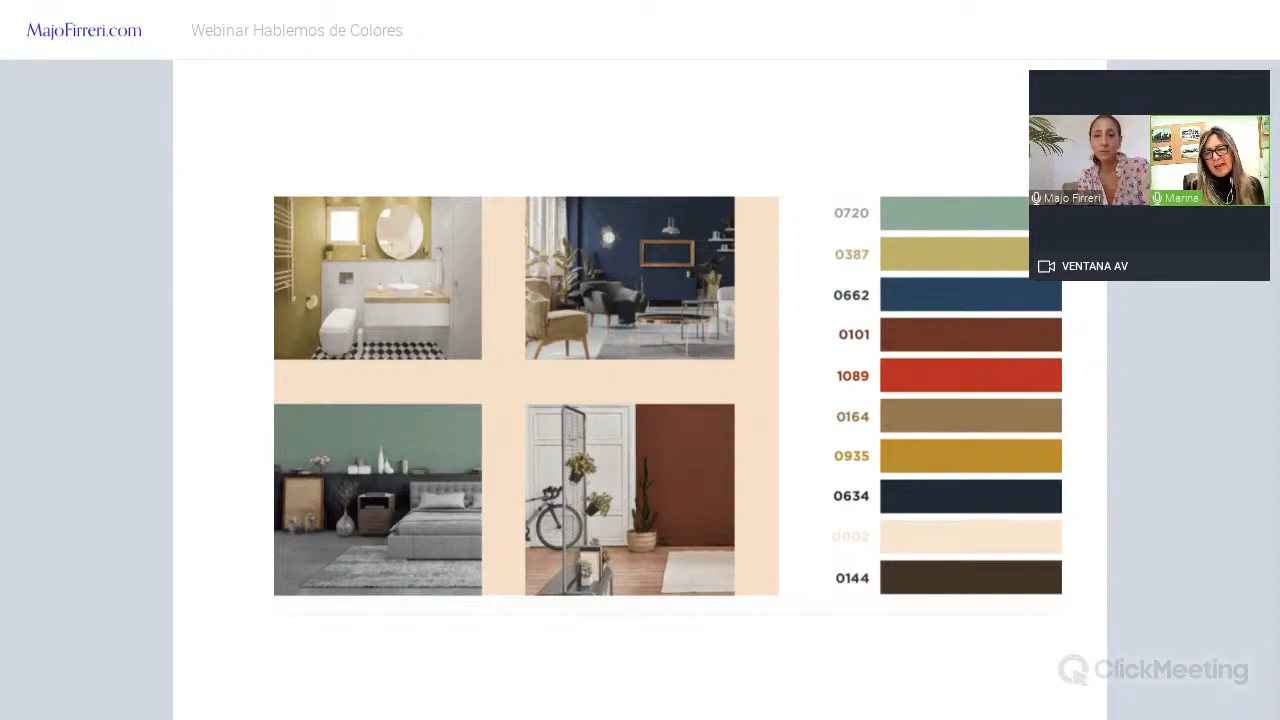 MajoFirreri.com
Webinar Hablemos de Colores
Majo Firreri
Marina
VENTANA AV
0720
0387
0662
0101
1089
0164
0935
0634
0002
0144
ClickMeeting